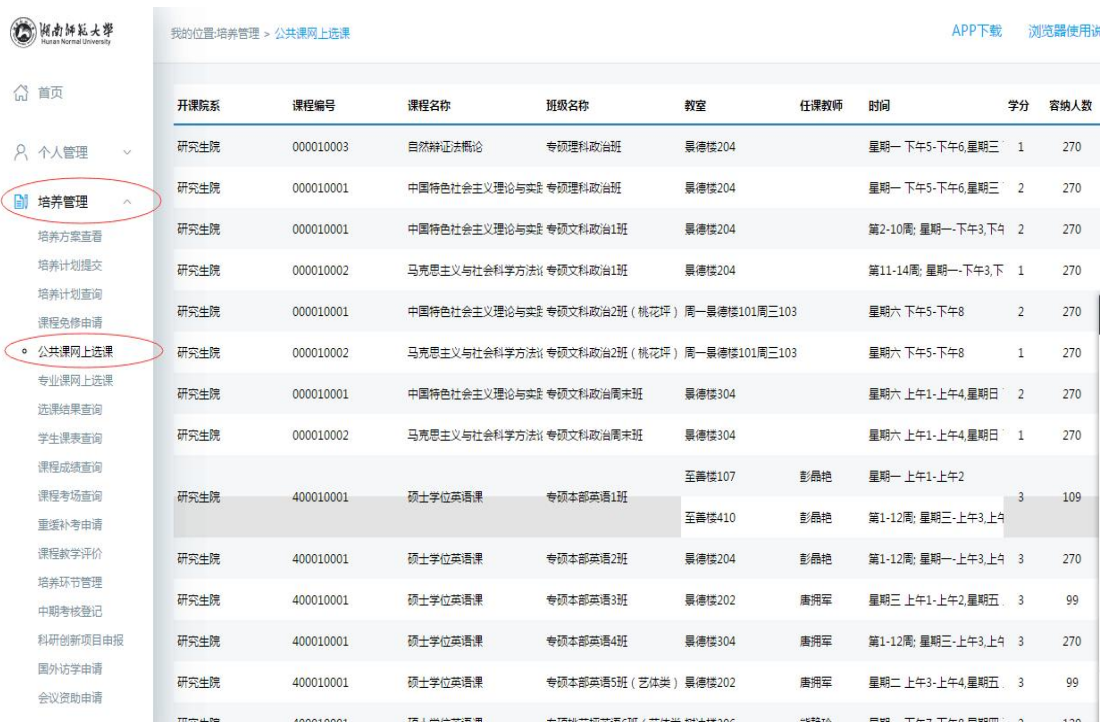 湖南师范大学
Hunan Normal University
我的位置:培养管理 > 公共课网上选课
APP下载 浏览器使用说
首页
个人管理
培养管理
培养方案查看
培养计划提交
培养计划查询
课程免修申请
公共课网上选课
专业课网上选课
选课结果查询
学生课表查询
课程成绩查询
课程考场查询
重缓补考申请
课程教学评价
培养环节管理
中期考核登记
科研创新项目申报
国外访学申请
会议资助申请
开课院系 课程编号 课程名称 班级名称 教室 任课教师 时间 学分 容纳人数
研究生院 000010003 自然辩证法概论 专硕理科政治班 景德楼204 星期一 下午5-下午6,星期三 1 270
研究生院 000010001 中国特色社会主义理论与实 专硕理科政治班 景德楼204 星期一 下午5-下午6,星期三 2 270
研究生院 000010001 中国特色社会主义理论与实 专硕文科政治1班 景德楼204 第2-10周; 星期一-下午3,下午 2 270
研究生院 000010002 马克思主义与社会科学方法 专硕文科政治1班 景德楼204 第11-14周; 星期一-下午3,下 1 270
研究生院 000010001 中国特色社会主义理论与实 专硕文科政治2班（桃花坪） 周一景德楼101周三103 星期六 下午5-下午8 2 270
研究生院 000010002 马克思主义与社会科学方法 专硕文科政治2班（桃花坪） 周一景德楼101周三103 星期六 下午5-下午8 1 270
研究生院 000010001 中国特色社会主义理论与实 专硕文科政治周末班 景德楼304 星期六 上午1-上午4,星期日 2 270
研究生院 000010002 马克思主义与社会科学方法 专硕文科政治周末班 景德楼304 星期六 上午1-上午4,星期日 1 270
至善楼107 彭晶艳 星期一 上午1-上午2
研究生院 400010001 硕士学位英语课 专硕本部英语1班 3 109
至善楼410 彭晶艳 第1-12周; 星期三-上午3,上午
研究生院 400010001 硕士学位英语课 专硕本部英语2班 景德楼204 彭晶艳 第1-12周; 星期一-上午3,上午 3 270
研究生院 400010001 硕士学位英语课 专硕本部英语3班 景德楼202 唐拥军 星期三 上午1-上午2,星期五 3 99
研究生院 400010001 硕士学位英语课 专硕本部英语4班 景德楼304 唐拥军 第1-12周; 星期三-上午3,上午 3 270
研究生院 400010001 硕士学位英语课 专硕本部英语5班（艺体类） 景德楼202 唐拥军 星期二 上午3-上午4,星期五 3 99